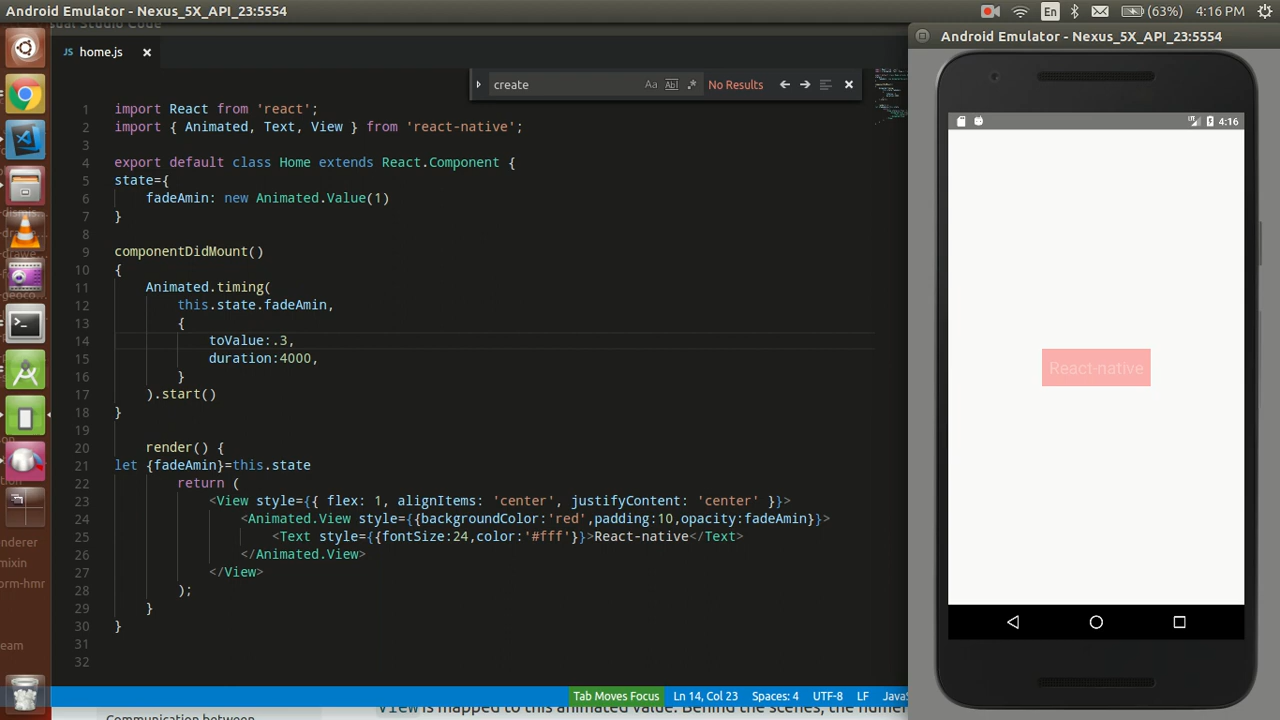 Android Emulator - Nexus_5X_API_23:5554
En
(63%)
4:16 PM
Visual Studio Code
JS home.js
create
Aa
Abl
No Results
1 import React from 'react';
2 import { Animated, Text, View } from 'react-native';
3
4 export default class Home extends React.Component {
5 state={
6 fadeAmin: new Animated.Value(1)
7 }
8
9 componentDidMount()
10 {
11 Animated.timing(
12 this.state.fadeAmin,
13 {
14 toValue:.3,
15 duration:4000,
16 }
17 ).start()
18 }
19
20 render() {
21 let {fadeAmin}=this.state
22 return (
23 <View style={{ flex: 1, alignItems: 'center', justifyContent: 'center' }}>
24 <Animated.View style={{backgroundColor:'red',padding:10,opacity:fadeAmin}}>
25 <Text style={{fontSize:24,color:'#fff'}}>React-native</Text>
26 </Animated.View>
27 </View>
28 );
29 }
30 }
31
32
Tab Moves Focus
Ln 14, Col 23
Spaces: 4
UTF-8
LF
JavaS
Communication between
View is mapped to this animated value. Behind the scenes, the numer
Android Emulator - Nexus_5X_API_23:5554
4:16
React-native